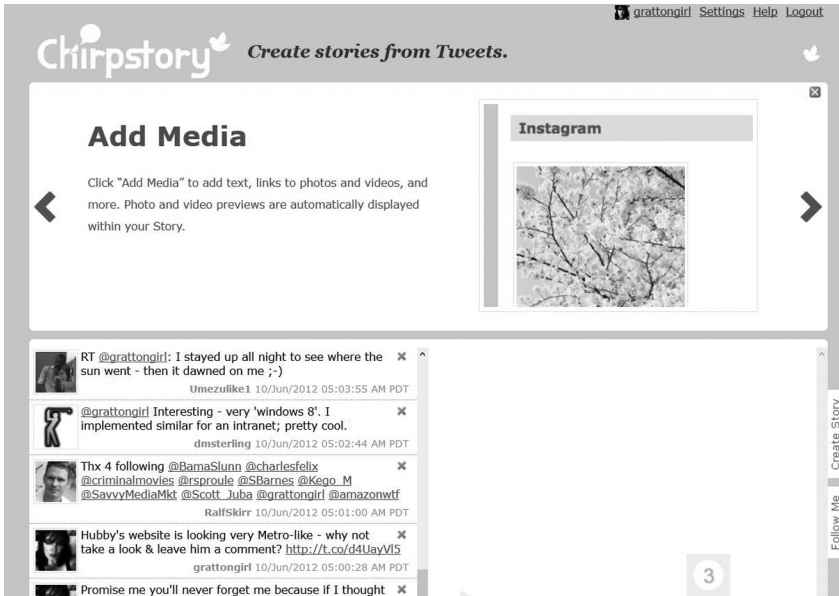 grattongirl Settings Help Logout
Chirpstory
Create stories from Tweets.
Add Media
Click “Add Media” to add text, links to photos and videos, and
more. Photo and video previews are automatically displayed
within your Story.
Instagram
RT @grattongirl: I stayed up all night to see where the
sun went - then it dawned on me ;-)
Umezulike1 10/Jun/2012 05:03:55 AM PDT
@grattongirl Interesting - very 'windows 8'. I
implemented similar for an intranet; pretty cool.
dmsterling 10/Jun/2012 05:02:44 AM PDT
Thx 4 following @BamaSlunn @charlesfelix
@criminalmovies @rsproule @SBarnes @Kego_M
@SavvyMediaMkt @Scott_Juba @grattongirl @amazonwtf
RalfSkirr 10/Jun/2012 05:01:00 AM PDT
Hubby's website is looking very Metro-like - why not
take a look & leave him a comment? http://t.co/d4UayVl5
grattongirl 10/Jun/2012 05:00:28 AM PDT
Promise me you'll never forget me because if I thought
3
Create Story
Follow Me